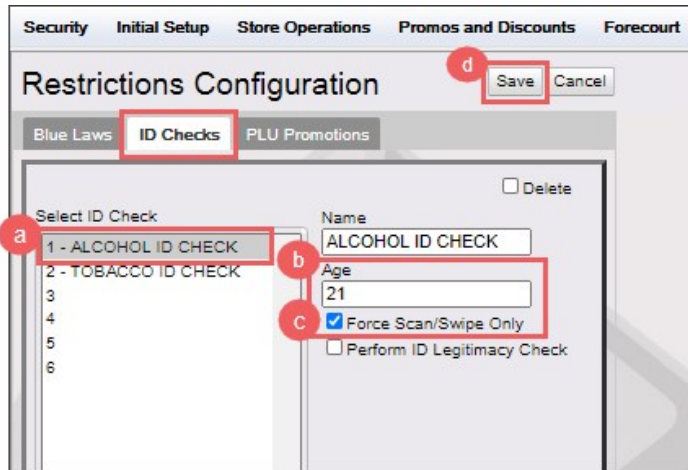 Security Initial Setup Store Operations Promos and Discounts Forecourt
d
Restrictions Configuration Save Cancel
Blue Laws ID Checks PLU Promotions
Delete
Select ID Check
Name
a
1 - ALCOHOL ID CHECK
ALCOHOL ID CHECK
2 - TOBACCO ID CHECK
b
Age
3
21
4
c
Force Scan/Swipe Only
5
Perform ID Legitimacy Check
6